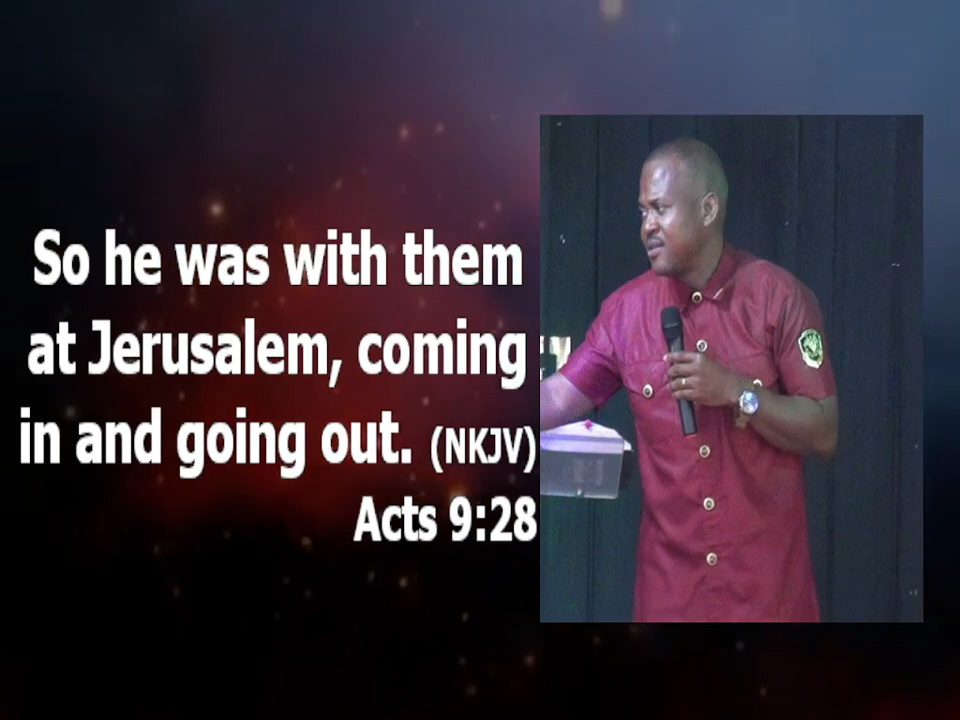 So he was with them
at Jerusalem, coming
in and going out. (NKJV)
Acts 9:28